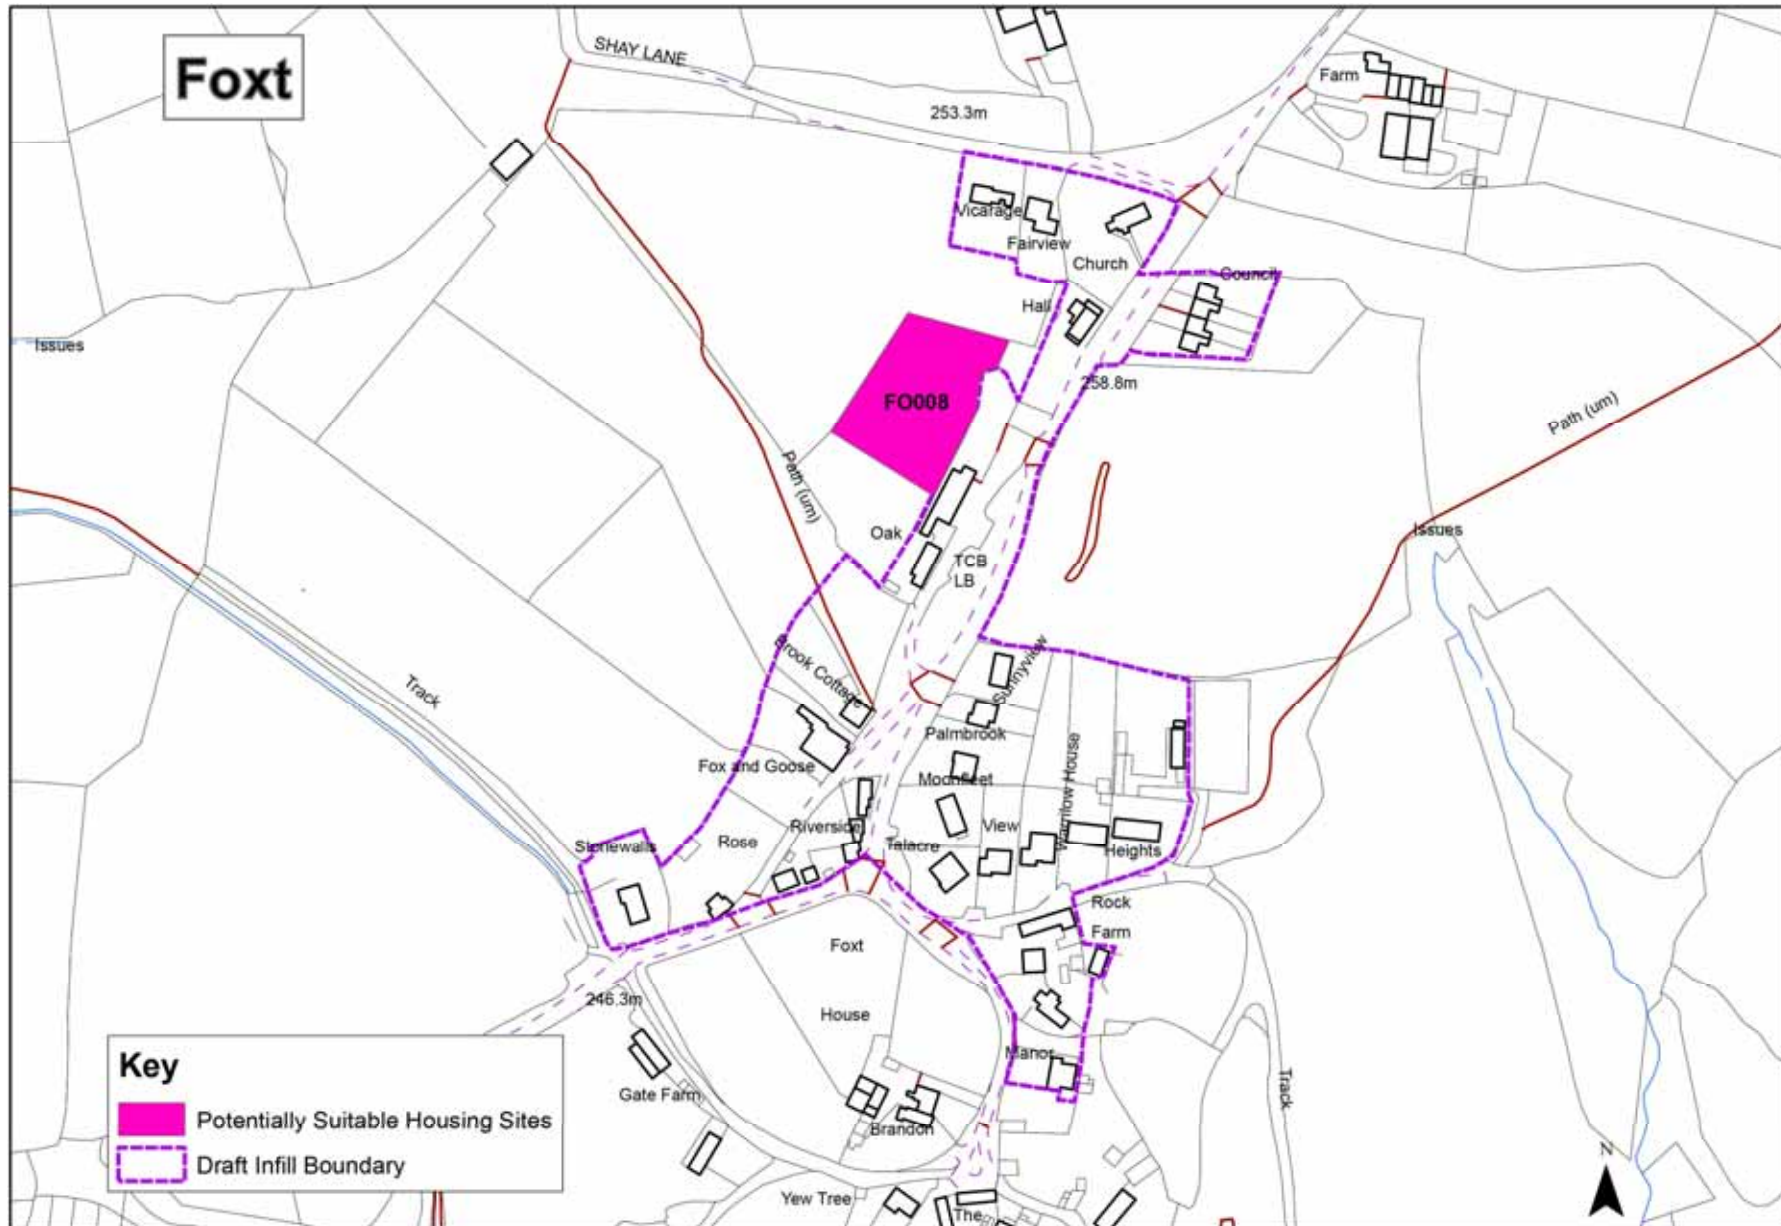 Foxt
SHAY LANE
253.3m
Farm
Vicarage
Fairview
Church
Council
Hall
Issues
258.8m
FO008
Path (um)
Path (um)
Issues
Oak
TCB
LB
Brook Cottage
Sunnyview
Track
Palmbrook
Fox and Goose
Moonfleet
Warrilow House
Riverside
View
Stonewalls
Rose
Talacre
Heights
Rock
Farm
Foxt
House
246.3m
Manor
Track
Gate Farm
Brandon
Yew Tree
The
Key
Potentially Suitable Housing Sites
Draft Infill Boundary
N